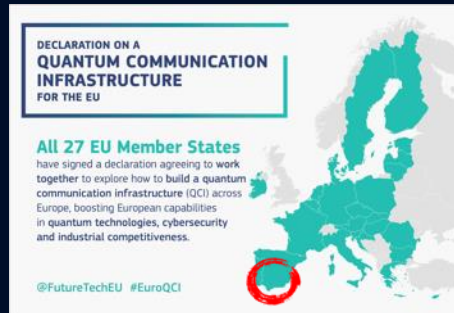 DECLARATION ON A
QUANTUM COMMUNICATION
INFRASTRUCTURE
FOR THE EU
All 27 EU Member States
have signed a declaration agreeing to work
together to explore how to build a quantum
communication infrastructure (QCI) across
Europe, boosting European capabilities
in quantum technologies, cybersecurity
and industrial competitiveness.
@FutureTechEU #EuroQCI